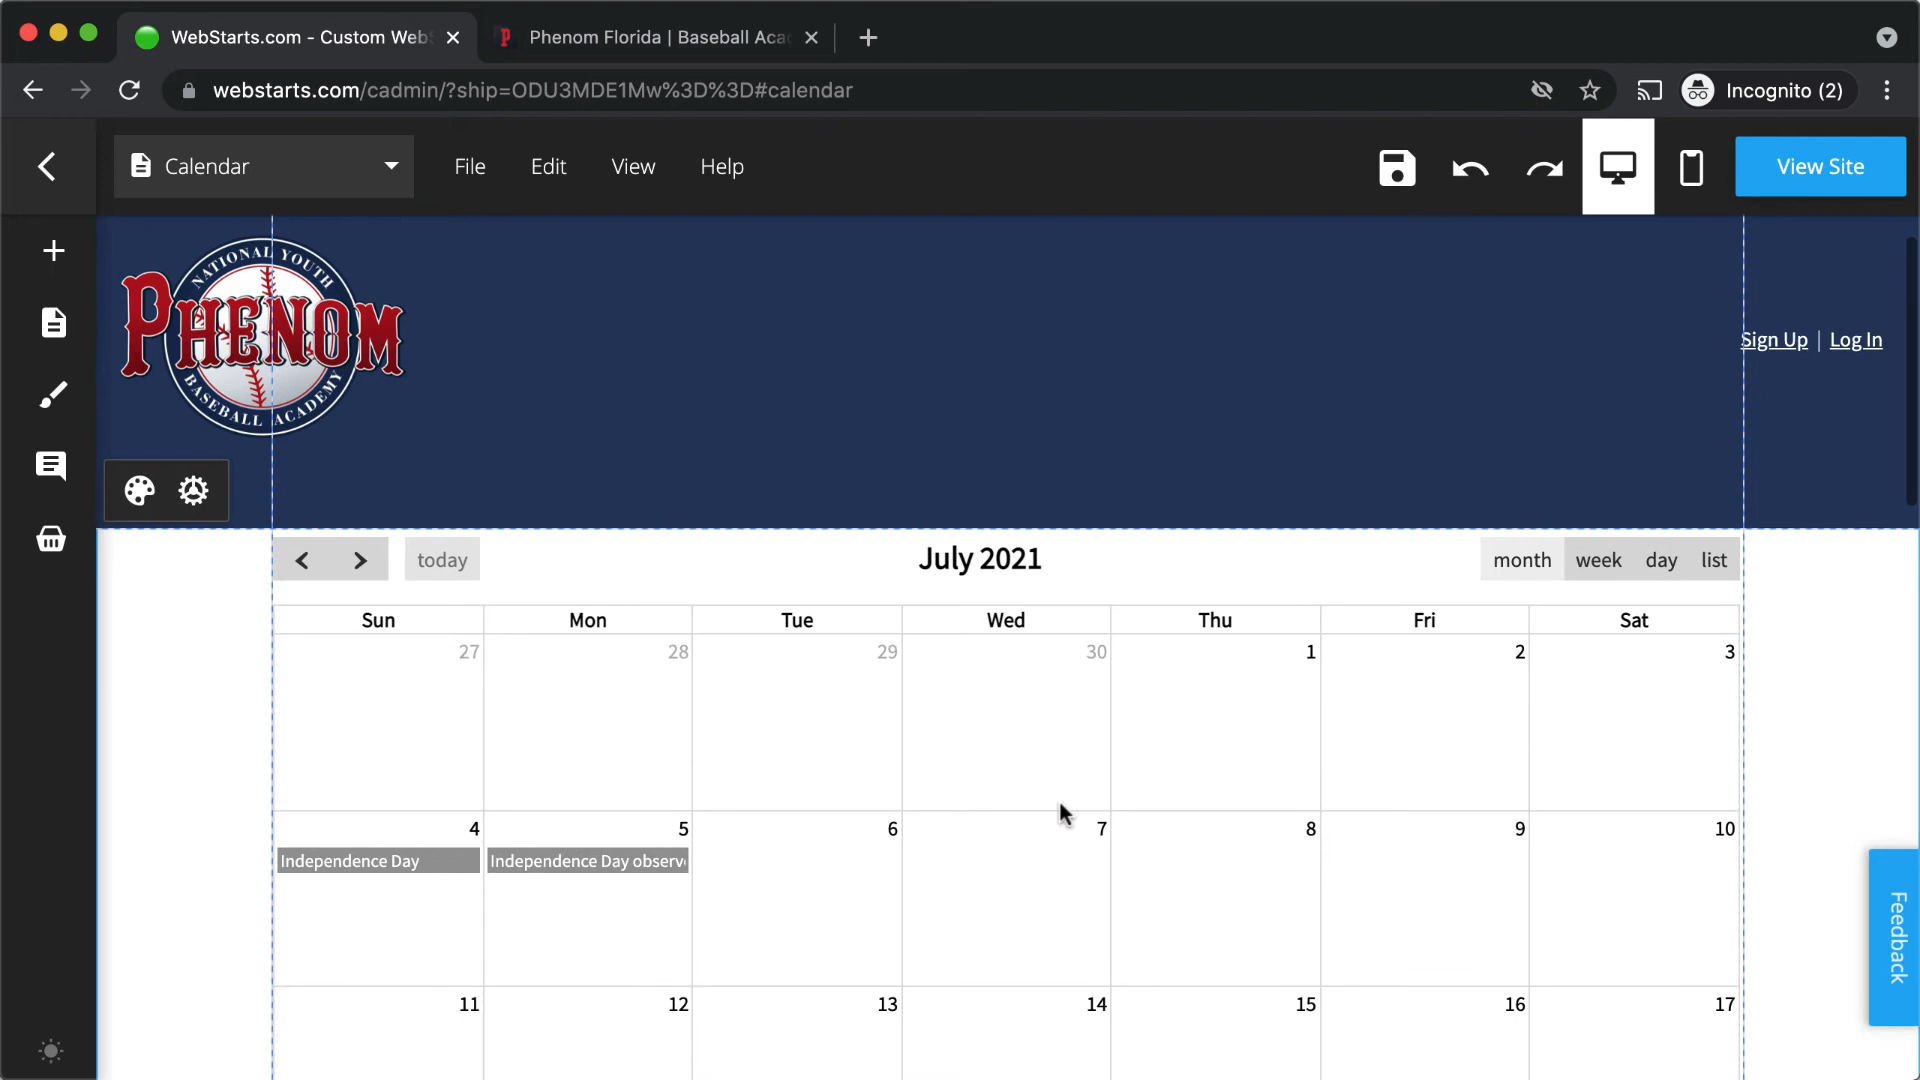 WebStarts.com - Custom Web
Phenom Florida | Baseball Aca
webstarts.com/cadmin/?ship=ODU3MDE1Mw%3D%3D#calendar
Incognito (2)
Calendar
File Edit View Help
View Site
NATIONAL YOUTH
PHENOM
BASEBALL ACADEMY
Sign Up | Log In
today
July 2021
month week day list
Sun Mon Tue Wed Thu Fri Sat
27 28 29 30 1 2 3
4 5 6 7 8 9 10
Independence Day
Independence Day observ
11 12 13 14 15 16 17
Feedback